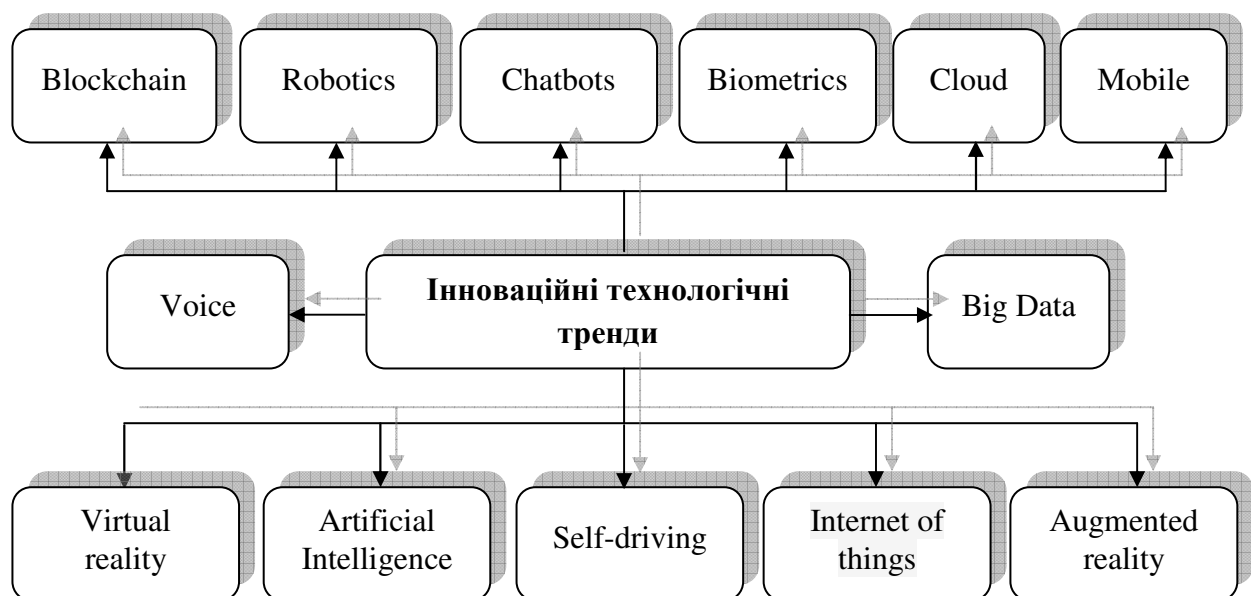 Blockchain
Robotics
Chatbots
Biometrics
Cloud
Mobile
Voice
Інноваційні технологічні
тренди
Big Data
Virtual
reality
Artificial
Intelligence
Self-driving
Internet of
things
Augmented
reality